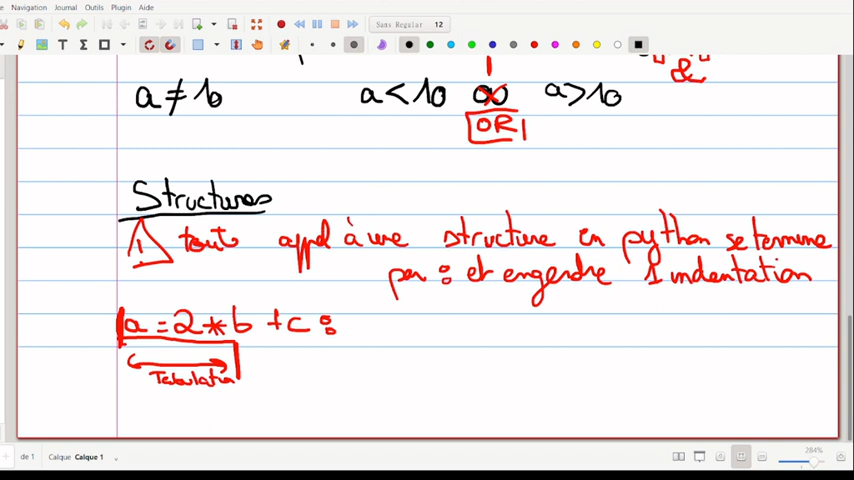 Navigation Journal Outils Plugin Aide
Sans Regular 12
a ≠ b a < 10 a > 10
OR
Structures
! toute appel à une structure en python se termine
par : et engendre 1 indentation
a = 2 * b + c :
Tabulation
de 1 Calque Calque 1 284%